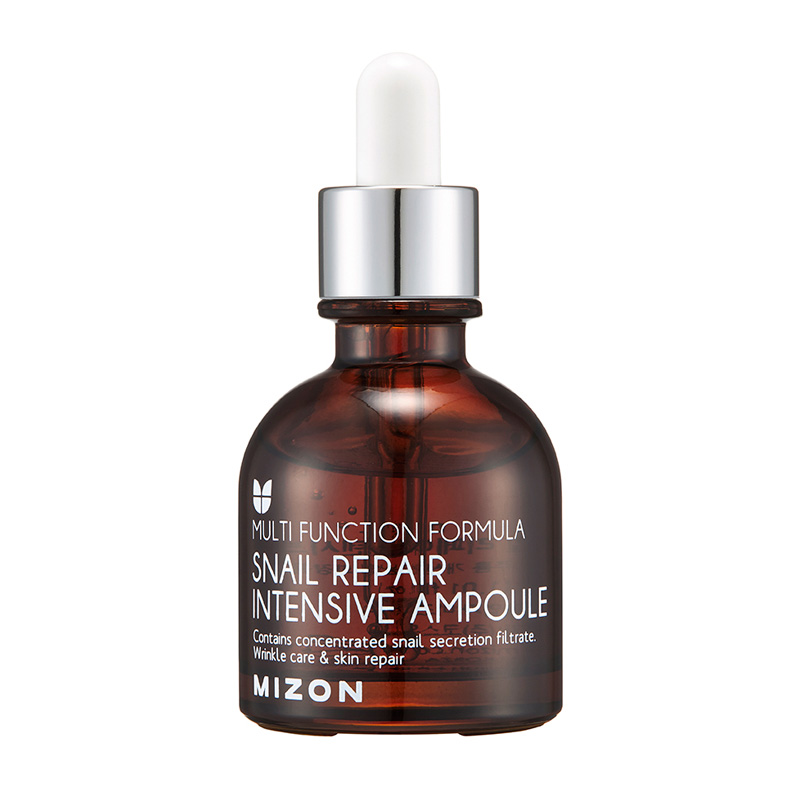 MULTI FUNCTION FORMULA
SNAIL REPAIR
INTENSIVE AMPOULE
Contains concentrated snail secretion filtrate.
Wrinkle care & skin repair
MIZON